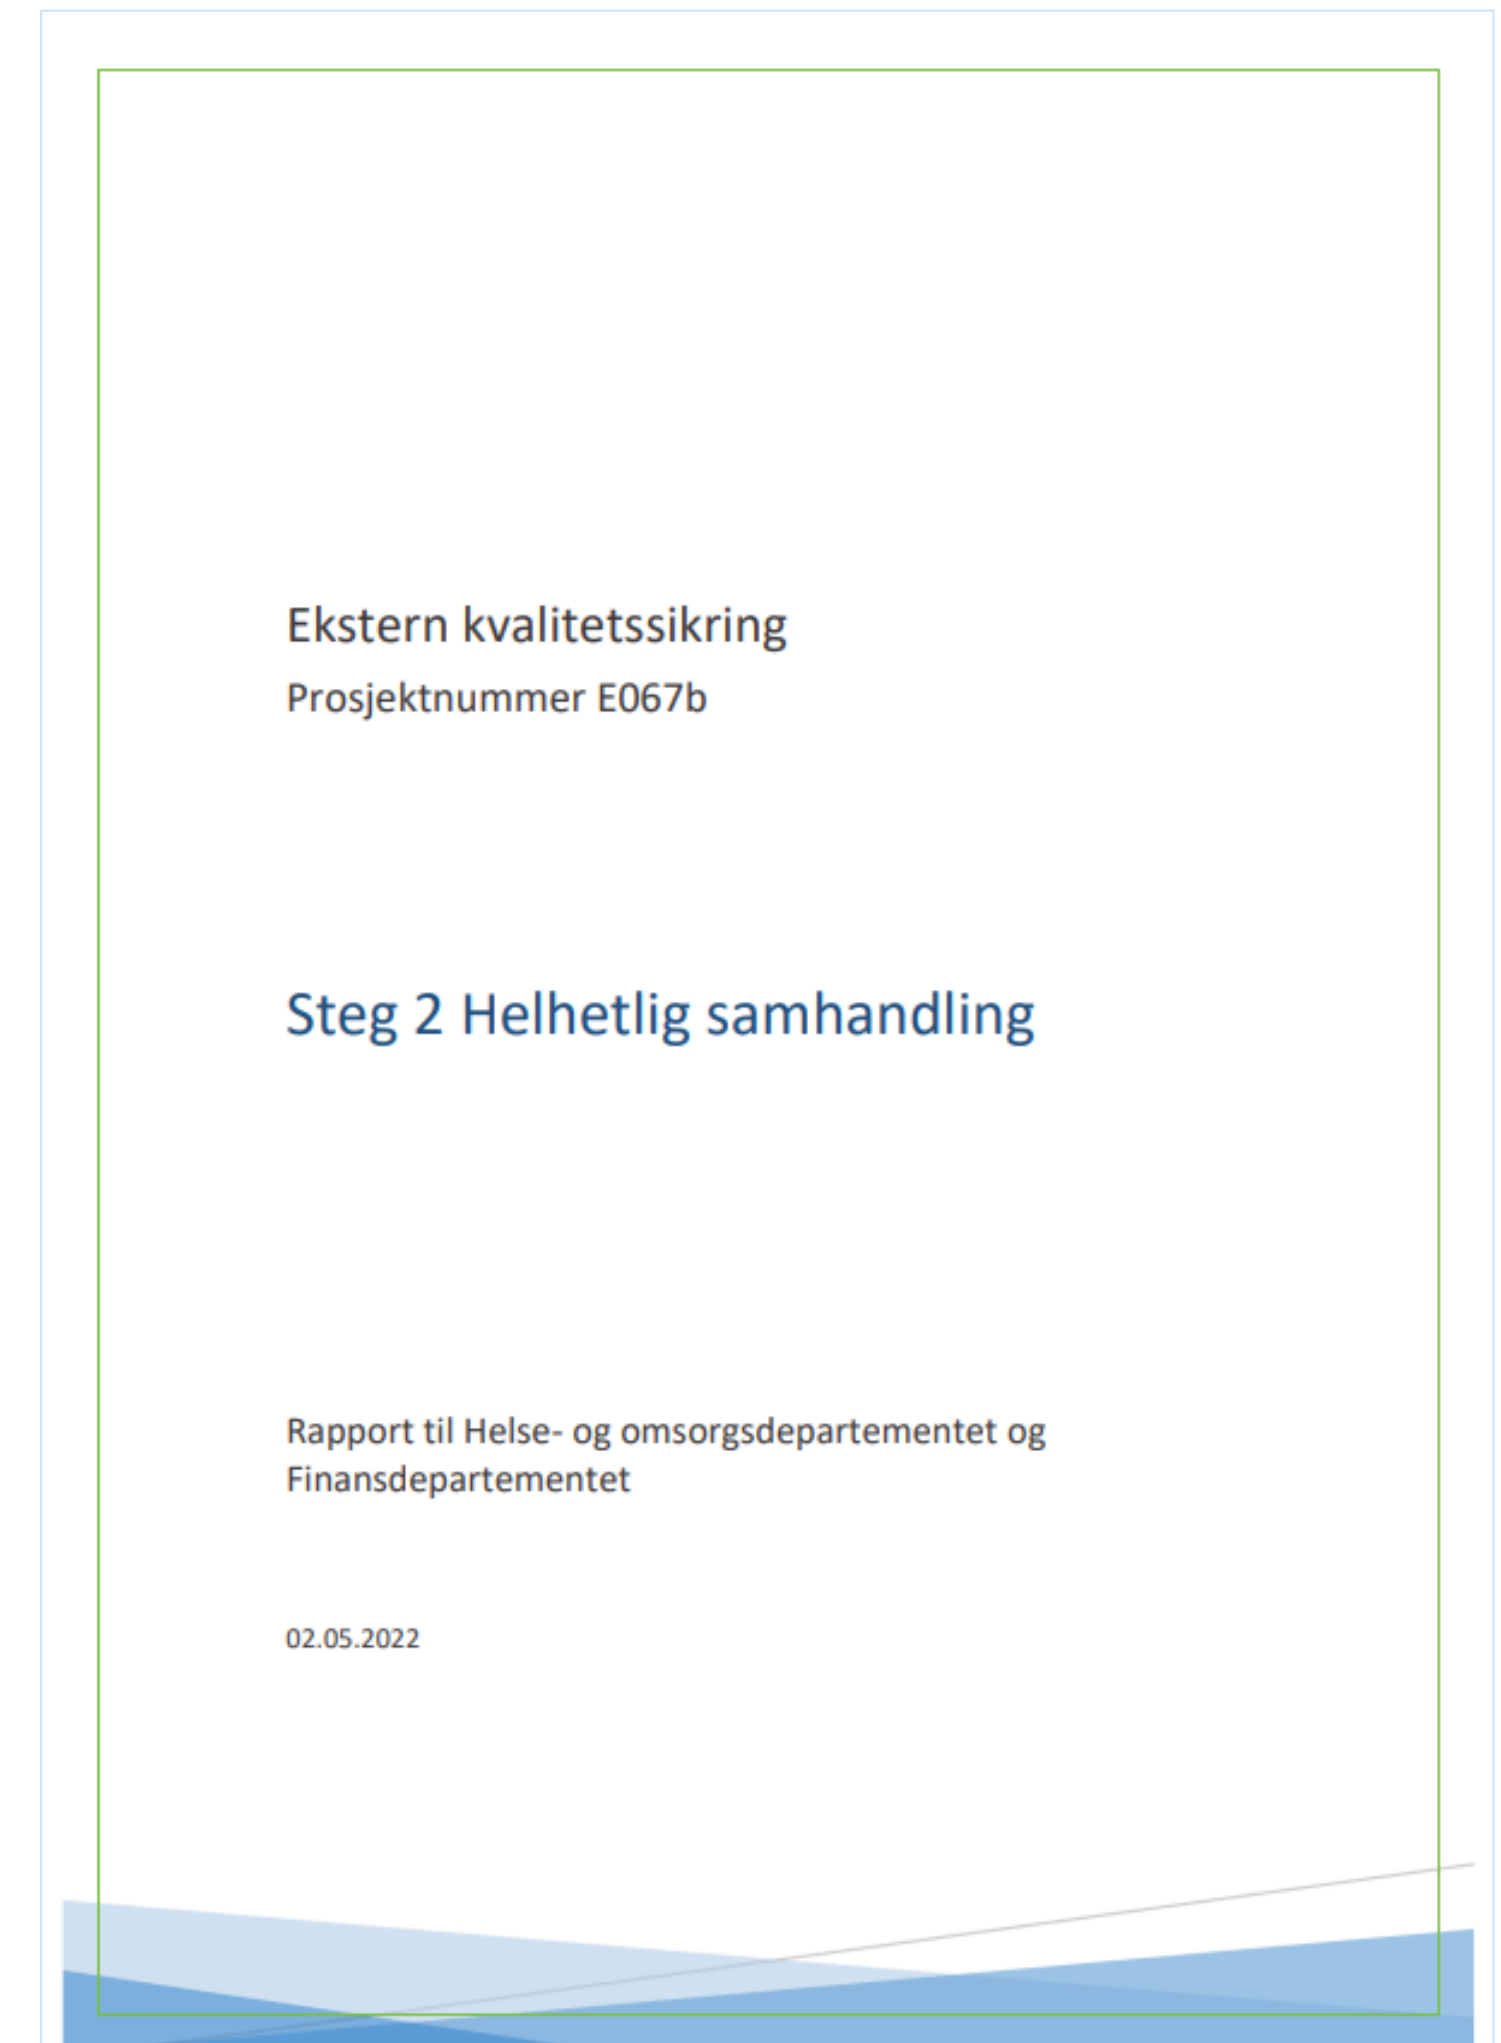 Ekstern kvalitetssikring
Prosjektnummer E067b
Steg 2 Helhetlig samhandling
Rapport til Helse- og omsorgsdepartementet og
Finansdepartementet
02.05.2022